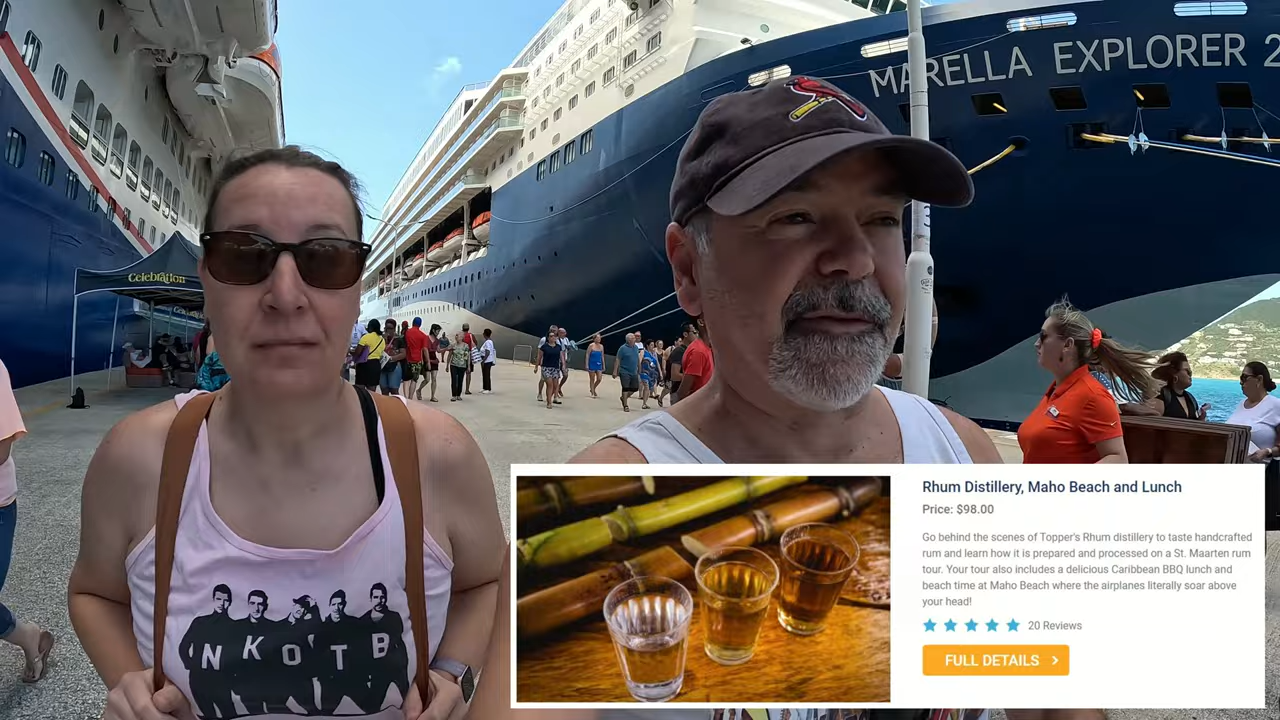 MARELLA EXPLORER 2
Celebration
NKOTB
Rhum Distillery, Maho Beach and Lunch
Price: $98.00
Go behind the scenes of Topper's Rhum distillery to taste handcrafted
rum and learn how it is prepared and processed on a St. Maarten rum
tour. Your tour also includes a delicious Caribbean BBQ lunch and
beach time at Maho Beach where the airplanes literally soar above
your head!
20 Reviews
FULL DETAILS